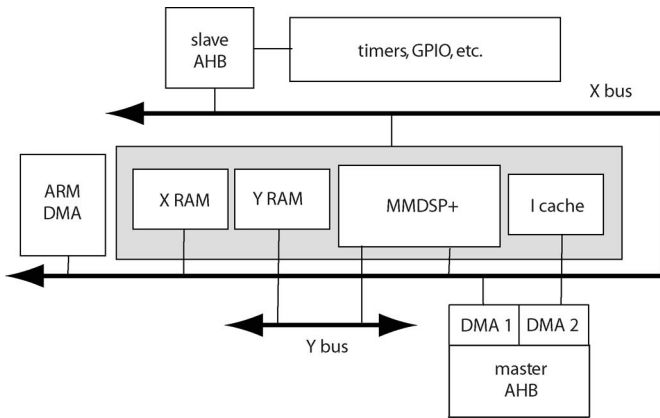 slave
AHB
timers, GPIO, etc.
X bus
ARM
DMA
X RAM
Y RAM
MMDSP+
I cache
Y bus
DMA 1
DMA 2
master
AHB